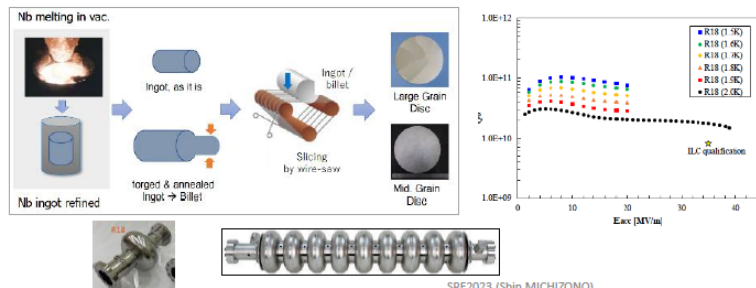 Nb melting in vac.
Nb ingot refined
Ingot, as it is
forged & annealed
Ingot → Billet
Ingot /
billet
Slicing
by wire-saw
Large Grain
Disc
Mid. Grain
Disc
1.0E+12
1.0E+11
1.0E+10
1.0E+09
0
10
20
30
40
Eacc [MV/m]
R18 (1.5K)
R18 (1.6K)
R18 (1.7K)
R18 (1.8K)
R18 (1.9K)
R18 (2.0K)
ILC qualification
R18
SRF2023 (Shin MICHIZONO)